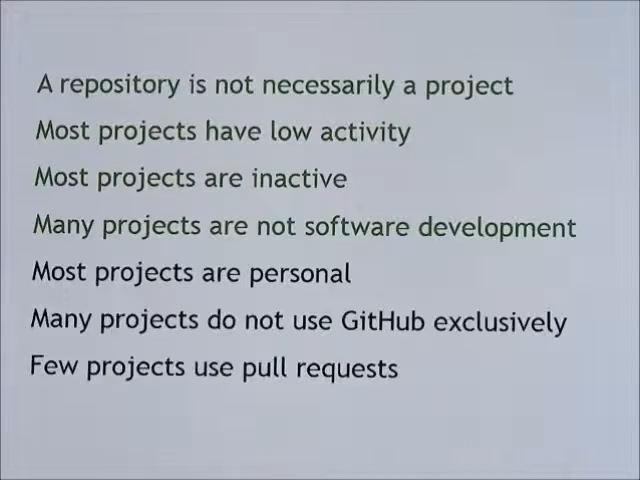 A repository is not necessarily a project
Most projects have low activity
Most projects are inactive
Many projects are not software development
Most projects are personal
Many projects do not use GitHub exclusively
Few projects use pull requests